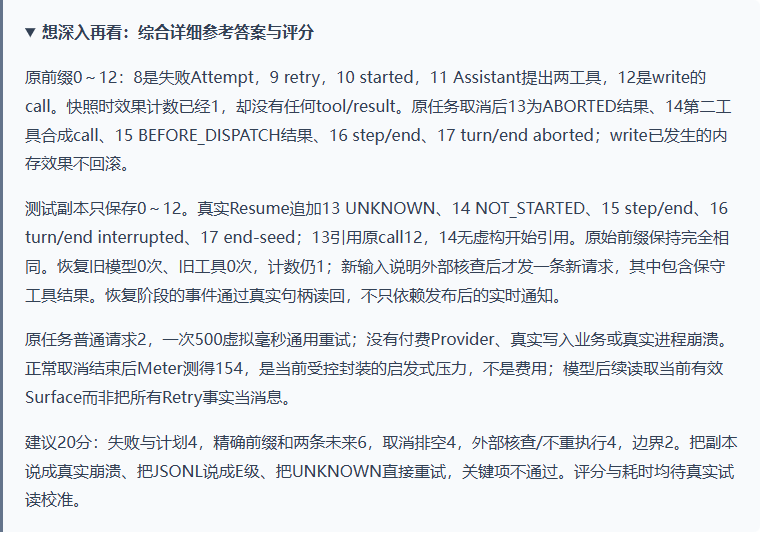 ▼ 想深入再看：综合详细参考答案与评分
原前缀0～12：8是失败Attempt，9 retry，10 started，11 Assistant提出两工具，12是write的
call。快照时效果计数已经1，却没有任何tool/result。原任务取消后13为ABORTED结果、14第二工
具合成call、15 BEFORE_DISPATCH结果、16 step/end、17 turn/end aborted；write已发生的内
存效果不回滚。
测试副本只保存0～12。真实Resume追加13 UNKNOWN、14 NOT_STARTED、15 step/end、16
turn/end interrupted、17 end-seed；13引用原call12，14无虚构开始引用。原始前缀保持完全相
同。恢复旧模型0次、旧工具0次，计数仍1；新输入说明外部核查后才发一条新请求，其中包含保守
工具结果。恢复阶段的事件通过真实句柄读回，不只依赖发布后的实时通知。
原任务普通请求2，一次500虚拟毫秒通用重试；没有付费Provider、真实写入业务或真实进程崩溃。
正常取消结束后Meter测得154，是当前受控封装的启发式压力，不是费用；模型后续读取当前有效
Surface而非把所有Retry事实当消息。
建议20分：失败与计划4，精确前缀和两条未来6，取消排空4，外部核查/不重执行4，边界2。把副本
说成真实崩溃、把JSONL说成E级、把UNKNOWN直接重试，关键项不通过。评分与耗时均待真实试
读校准。